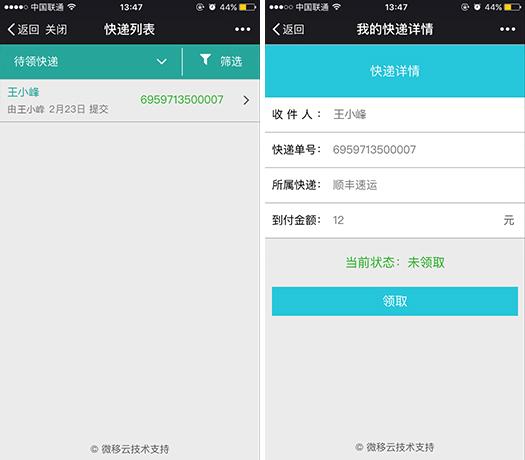 中国联通 13:47 44%
返回 关闭 快递列表
待领快递 筛选
王小峰
6959713500007
由王小峰 2月23日 提交
© 微移云技术支持
中国联通 13:47 44%
返回 我的快递详情
快递详情
收 件 人 ： 王小峰
快递单号： 6959713500007
所属快递： 顺丰速运
到付金额： 12 元
当前状态：未领取
领取
© 微移云技术支持